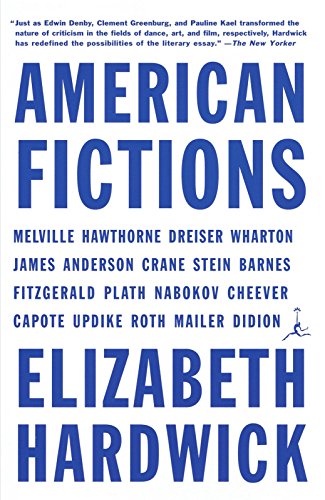 "Just as Edwin Denby, Clement Greenburg, and Pauline Kael transformed the
nature of criticism in the fields of dance, art, and film, respectively, Hardwick
has redefined the possibilities of the literary essay."—The New Yorker
AMERICAN
FICTIONS
MELVILLE HAWTHORNE DREISER WHARTON
JAMES ANDERSON CRANE STEIN BARNES
FITZGERALD PLATH NABOKOV CHEEVER
CAPOTE UPDIKE ROTH MAILER DIDION
ELIZABETH
HARDWICK